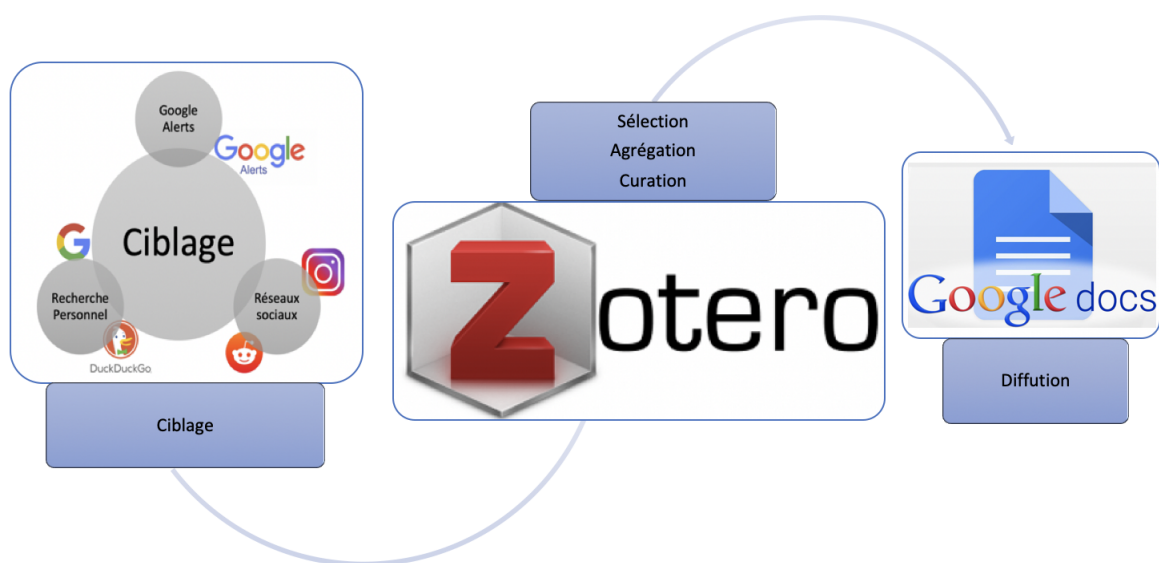 Google
Alerts
Google
Alerts
Ciblage
G
Recherche
Personnel
DuckDuckGo
Réseaux
sociaux
Ciblage
Sélection
Agrégation
Curation
Zotero
Google docs
Diffution